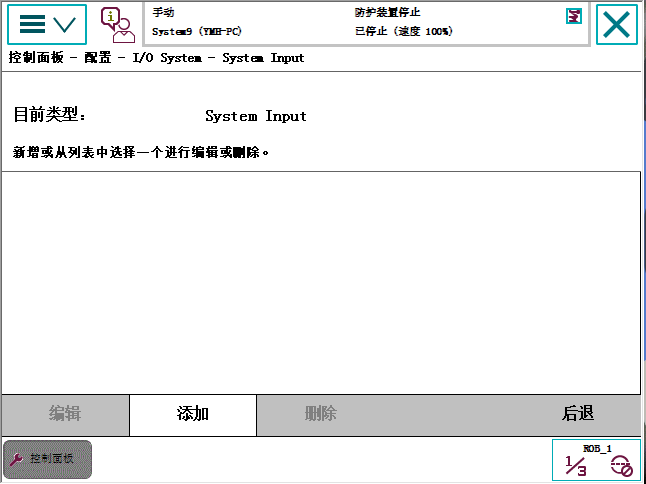 手动
防护装置停止
System9 (YMH-PC)
已停止 (速度 100%)
控制面板 - 配置 - I/O System - System Input
目前类型：
System Input
新增或从列表中选择一个进行编辑或删除。
编辑
添加
删除
后退
控制面板
ROB_1
1/3